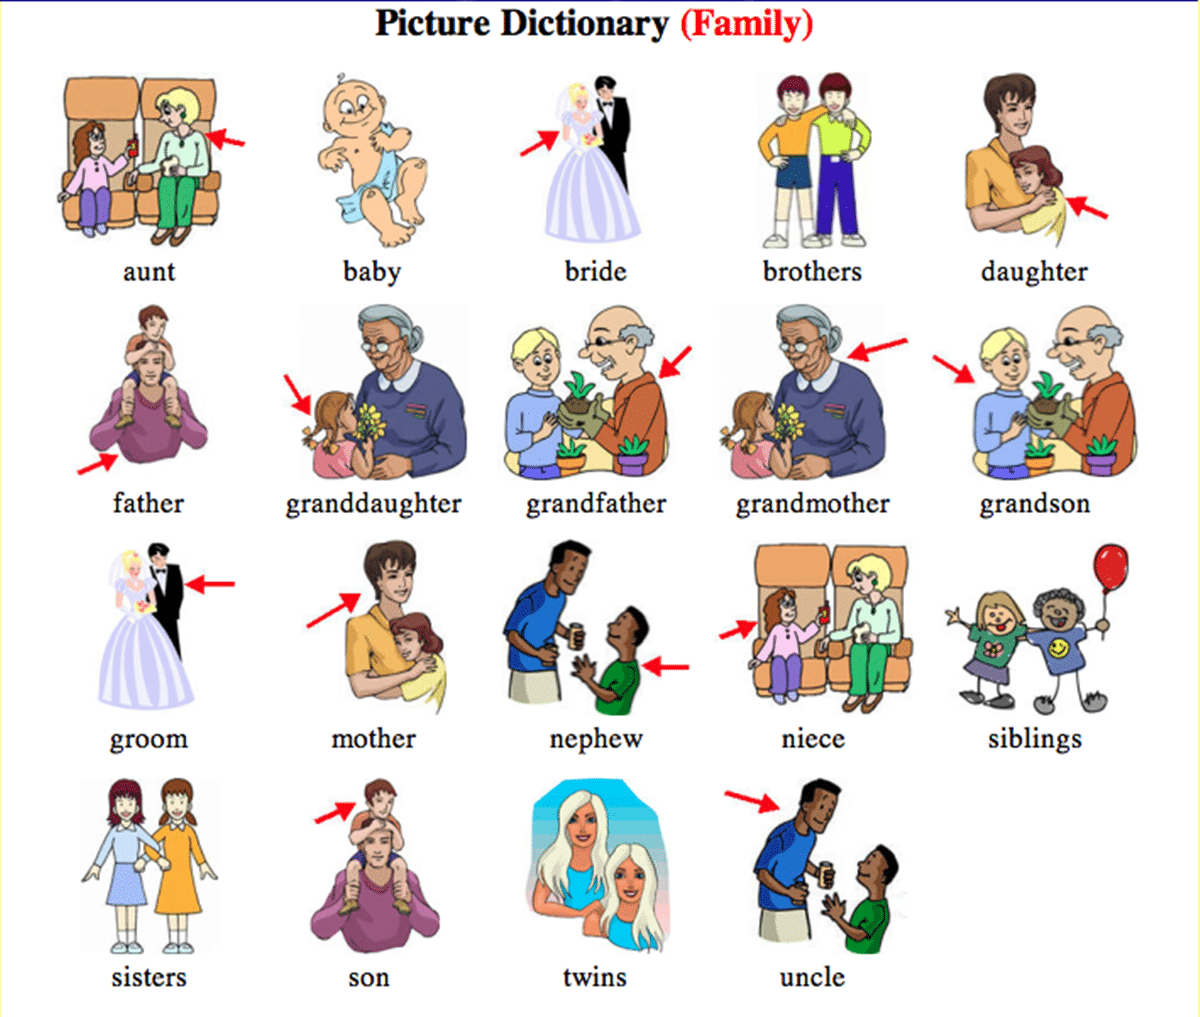 Picture Dictionary (Family)
aunt baby bride brothers daughter
father granddaughter grandfather grandmother grandson
groom mother nephew niece siblings
sisters son twins uncle